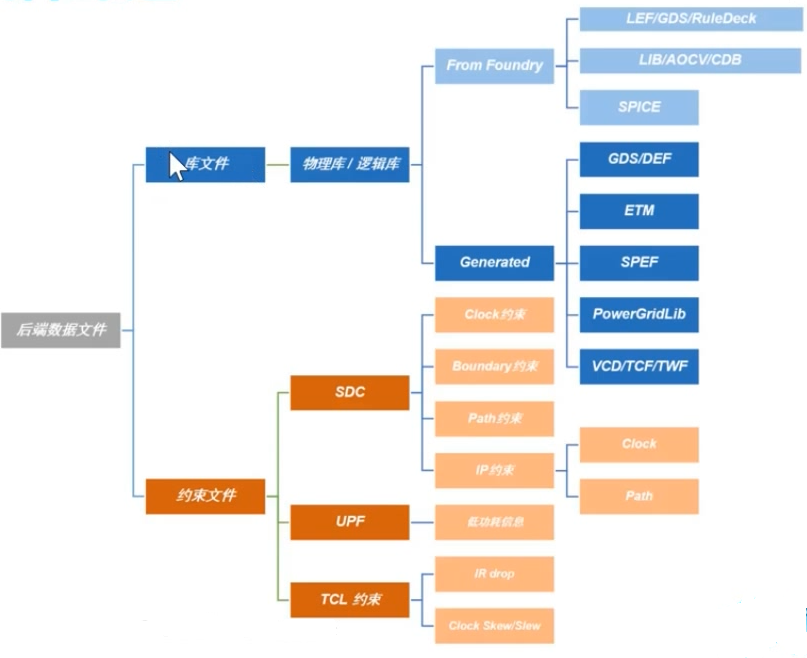 后端数据文件
库文件
物理库 / 逻辑库
From Foundry
LEF/GDS/RuleDeck
LIB/AOCV/CDB
SPICE
Generated
GDS/DEF
ETM
SPEF
PowerGridLib
VCD/TCF/TWF
约束文件
SDC
Clock约束
Boundary约束
Path约束
IP约束
Clock
Path
UPF
低功耗信息
TCL 约束
IR drop
Clock Skew/Slew